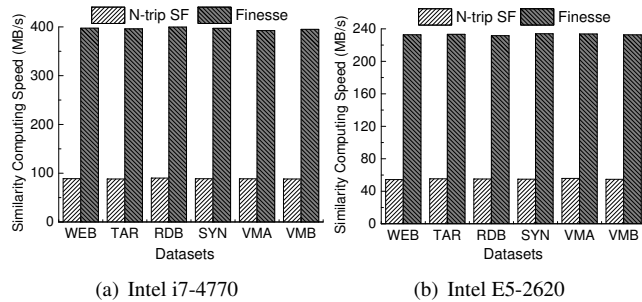 N-trip SF Finesse
Similarity Computing Speed (MB/s)
400
300
200
100
0
WEB TAR RDB SYN VMA VMB
Datasets
(a) Intel i7-4770
N-trip SF Finesse
Similarity Computing Speed (MB/s)
240
200
160
120
80
40
0
WEB TAR RDB SYN VMA VMB
Datasets
(b) Intel E5-2620